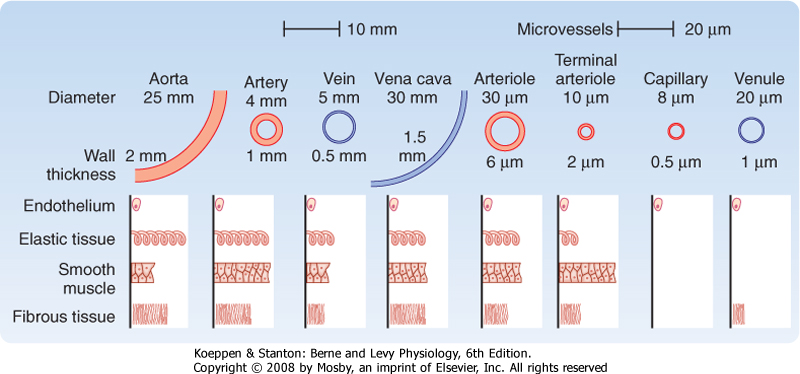 10 mm
Microvessels
20 µm
Diameter
Aorta
25 mm
Artery
4 mm
Vein
5 mm
Vena cava
30 mm
Arteriole
30 µm
Terminal
arteriole
10 µm
Capillary
8 µm
Venule
20 µm
Wall
thickness
2 mm
1 mm
0.5 mm
1.5
mm
6 µm
2 µm
0.5 µm
1 µm
Endothelium
Elastic tissue
Smooth
muscle
Fibrous tissue
Koeppen & Stanton: Berne and Levy Physiology, 6th Edition.
Copyright © 2008 by Mosby, an imprint of Elsevier, Inc. All rights reserved